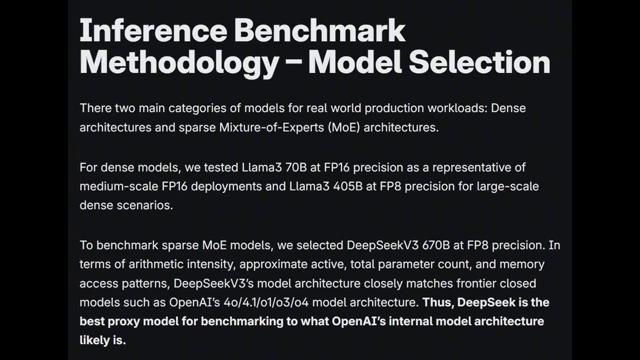 Inference Benchmark
Methodology – Model Selection
There two main categories of models for real world production workloads: Dense
architectures and sparse Mixture-of-Experts (MoE) architectures.
For dense models, we tested Llama3 70B at FP16 precision as a representative of
medium-scale FP16 deployments and Llama3 405B at FP8 precision for large-scale
dense scenarios.
To benchmark sparse MoE models, we selected DeepSeekV3 670B at FP8 precision. In
terms of arithmetic intensity, approximate active, total parameter count, and memory
access patterns, DeepSeekV3’s model architecture closely matches frontier closed
models such as OpenAI’s 4o/4.1/o1/o3/o4 model architecture. Thus, DeepSeek is the
best proxy model for benchmarking to what OpenAI’s internal model architecture
likely is.